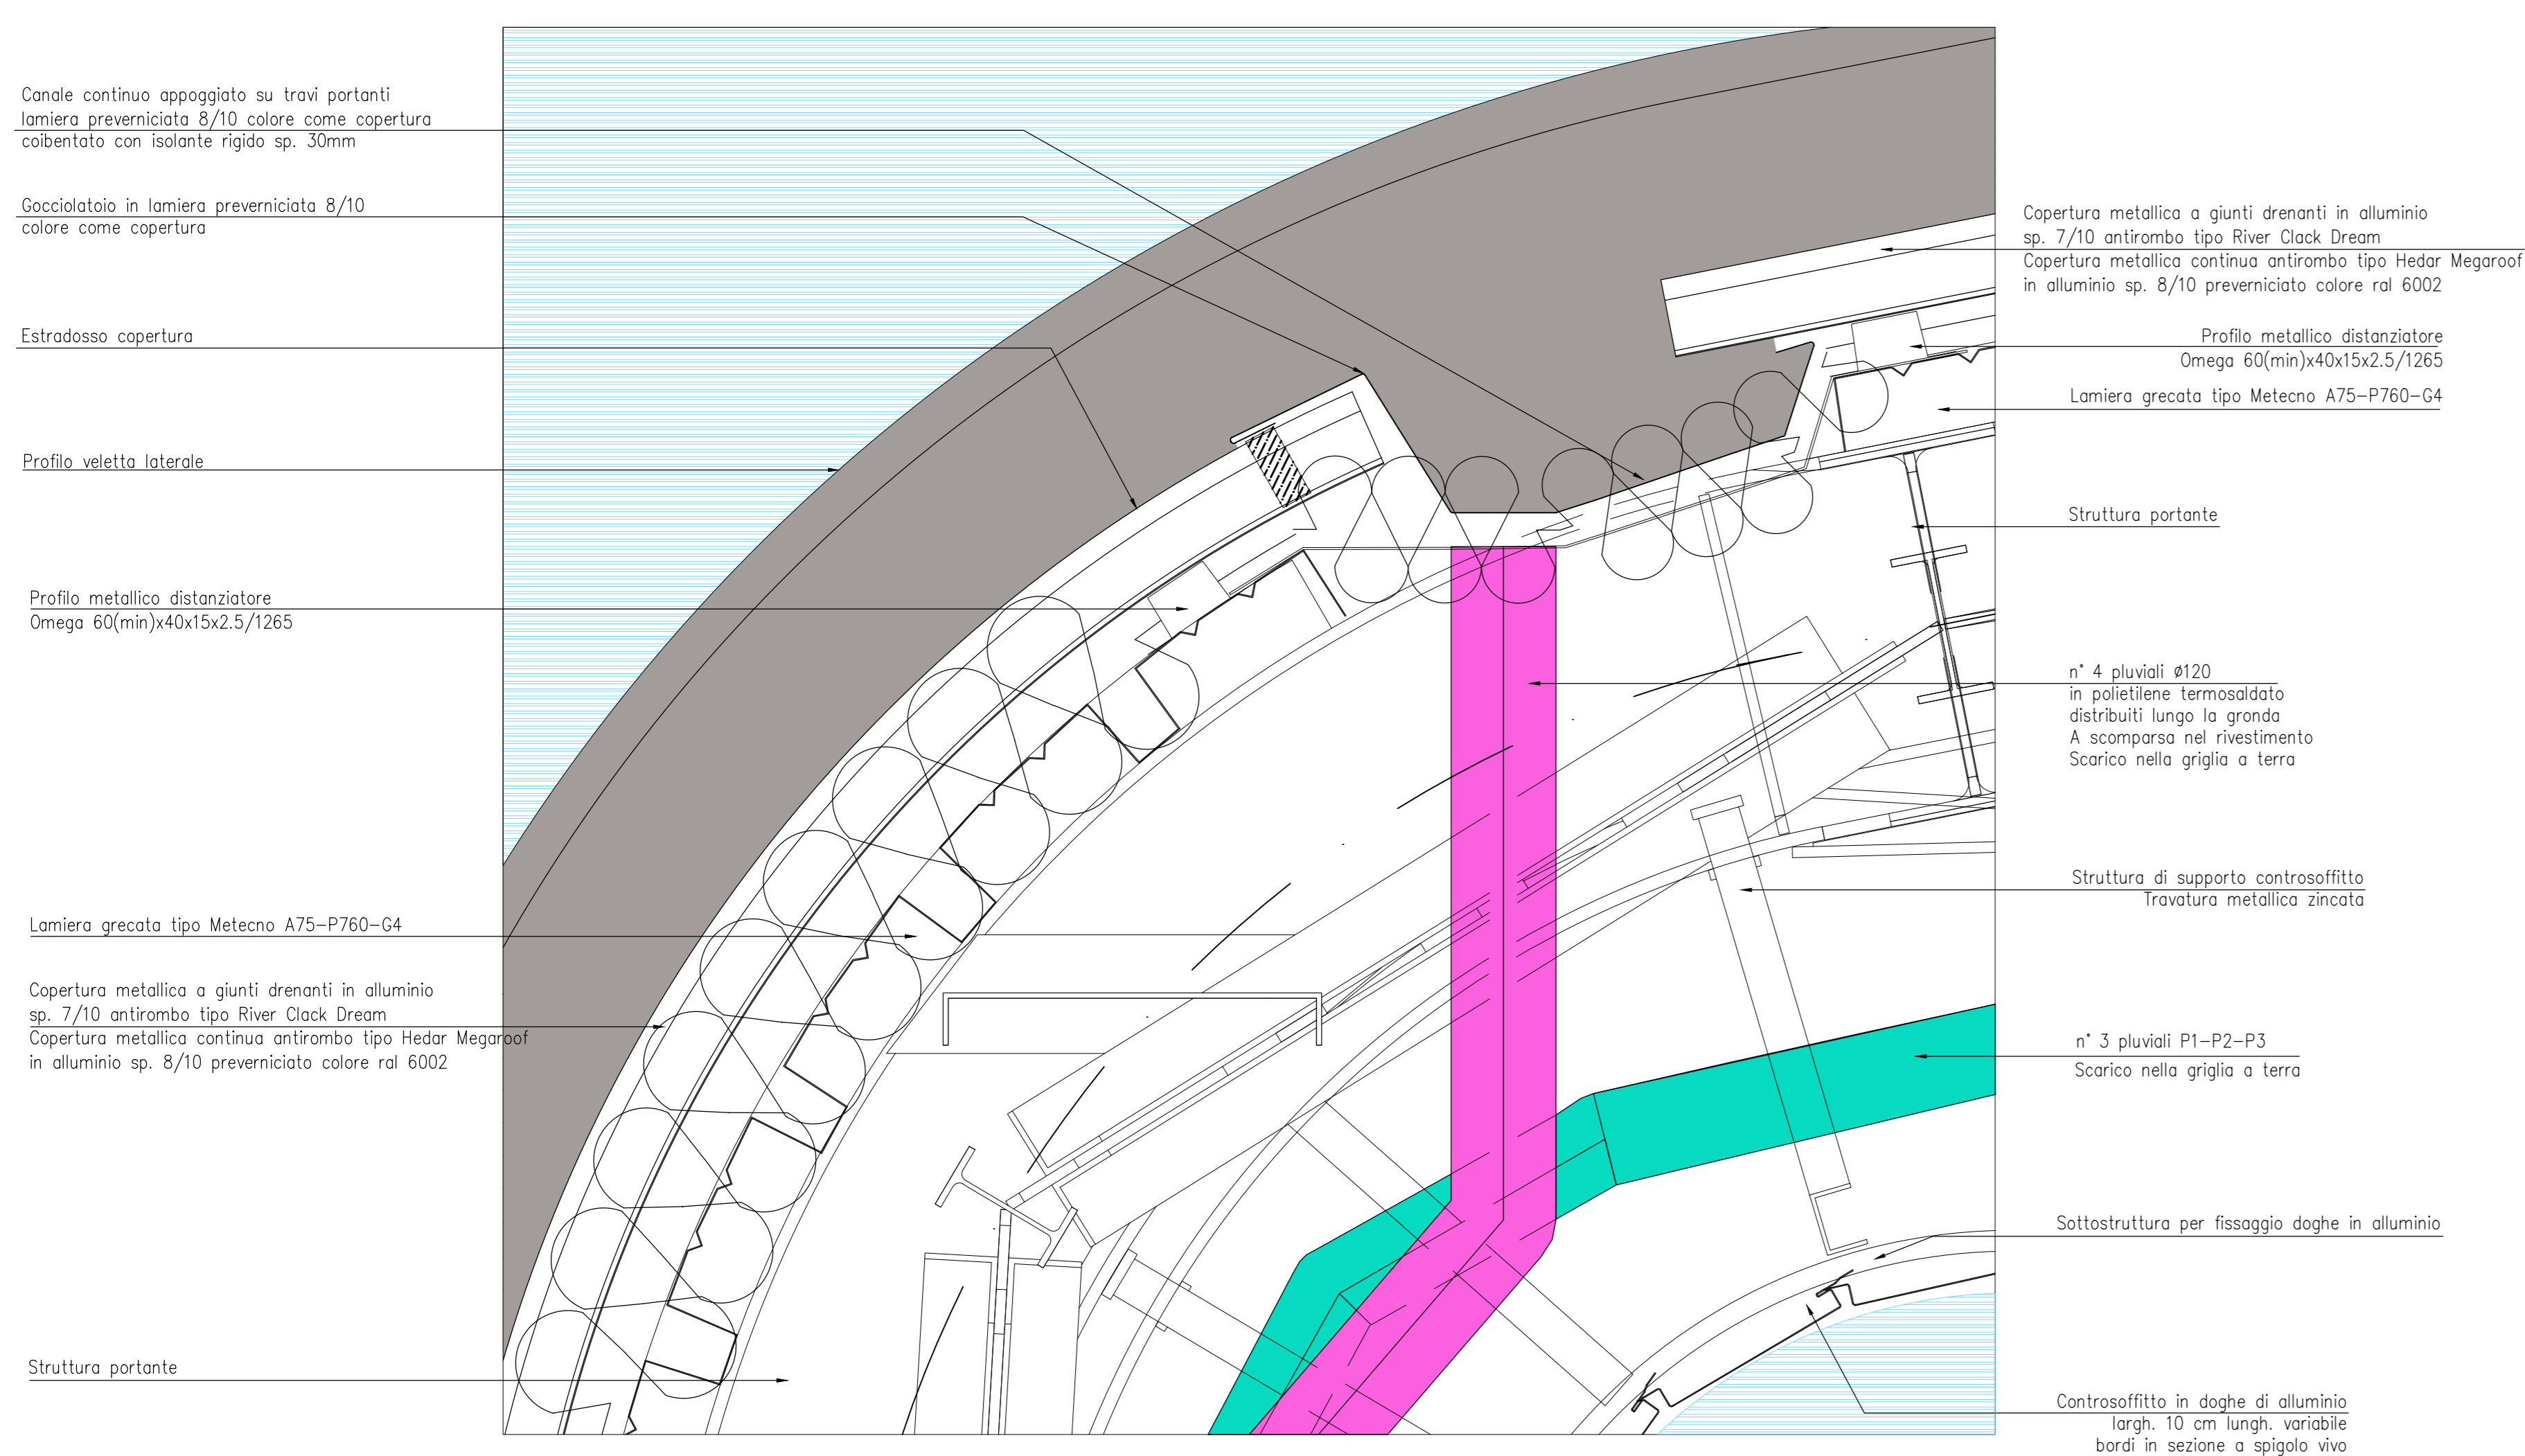 Canale continuo appoggiato su travi portanti
lamiera preverniciata 8/10 colore come copertura
coibentato con isolante rigido sp. 30mm
Gocciolatoio in lamiera preverniciata 8/10
colore come copertura
Estradosso copertura
Profilo veletta laterale
Profilo metallico distanziatore
Omega 60(min)x40x15x2.5/1265
Lamiera grecata tipo Metecno A75-P760-G4
Copertura metallica a giunti drenanti in alluminio
sp. 7/10 antirombo tipo River Clack Dream
Copertura metallica continua antirombo tipo Hedar Megaroof
in alluminio sp. 8/10 preverniciato colore ral 6002
Struttura portante
Copertura metallica a giunti drenanti in alluminio
sp. 7/10 antirombo tipo River Clack Dream
Copertura metallica continua antirombo tipo Hedar Megaroof
in alluminio sp. 8/10 preverniciato colore ral 6002
Profilo metallico distanziatore
Omega 60(min)x40x15x2.5/1265
Lamiera grecata tipo Metecno A75-P760-G4
Struttura portante
n° 4 pluviali ø120
in polietilene termosaldato
distribuiti lungo la gronda
A scomparsa nel rivestimento
Scarico nella griglia a terra
Struttura di supporto controsoffitto
Travatura metallica zincata
n° 3 pluviali P1-P2-P3
Scarico nella griglia a terra
Sottostruttura per fissaggio doghe in alluminio
Controsoffitto in doghe di alluminio
largh. 10 cm lungh. variabile
bordi in sezione a spigolo vivo